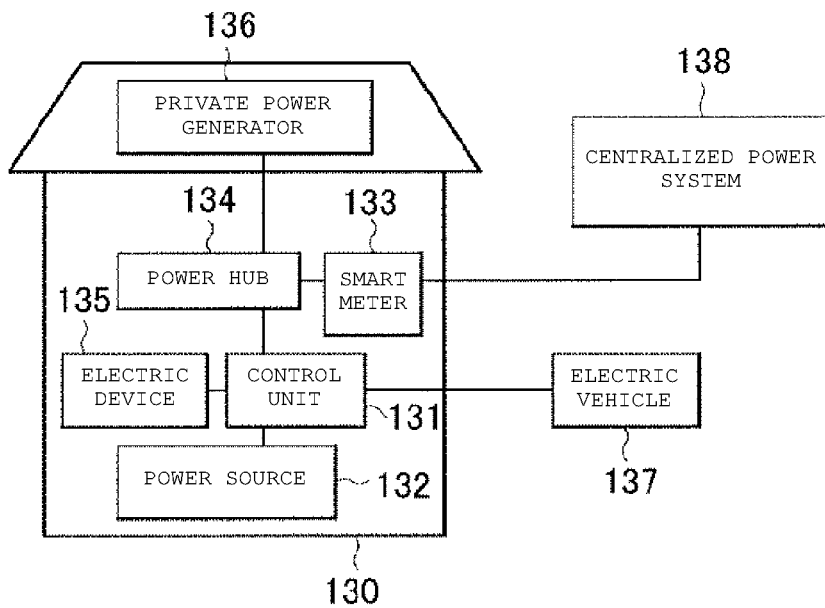 136
PRIVATE POWER
GENERATOR
138
CENTRALIZED POWER
SYSTEM
134
133
POWER HUB
SMART
METER
135
ELECTRIC
DEVICE
CONTROL
UNIT
131
ELECTRIC
VEHICLE
137
POWER SOURCE
132
130